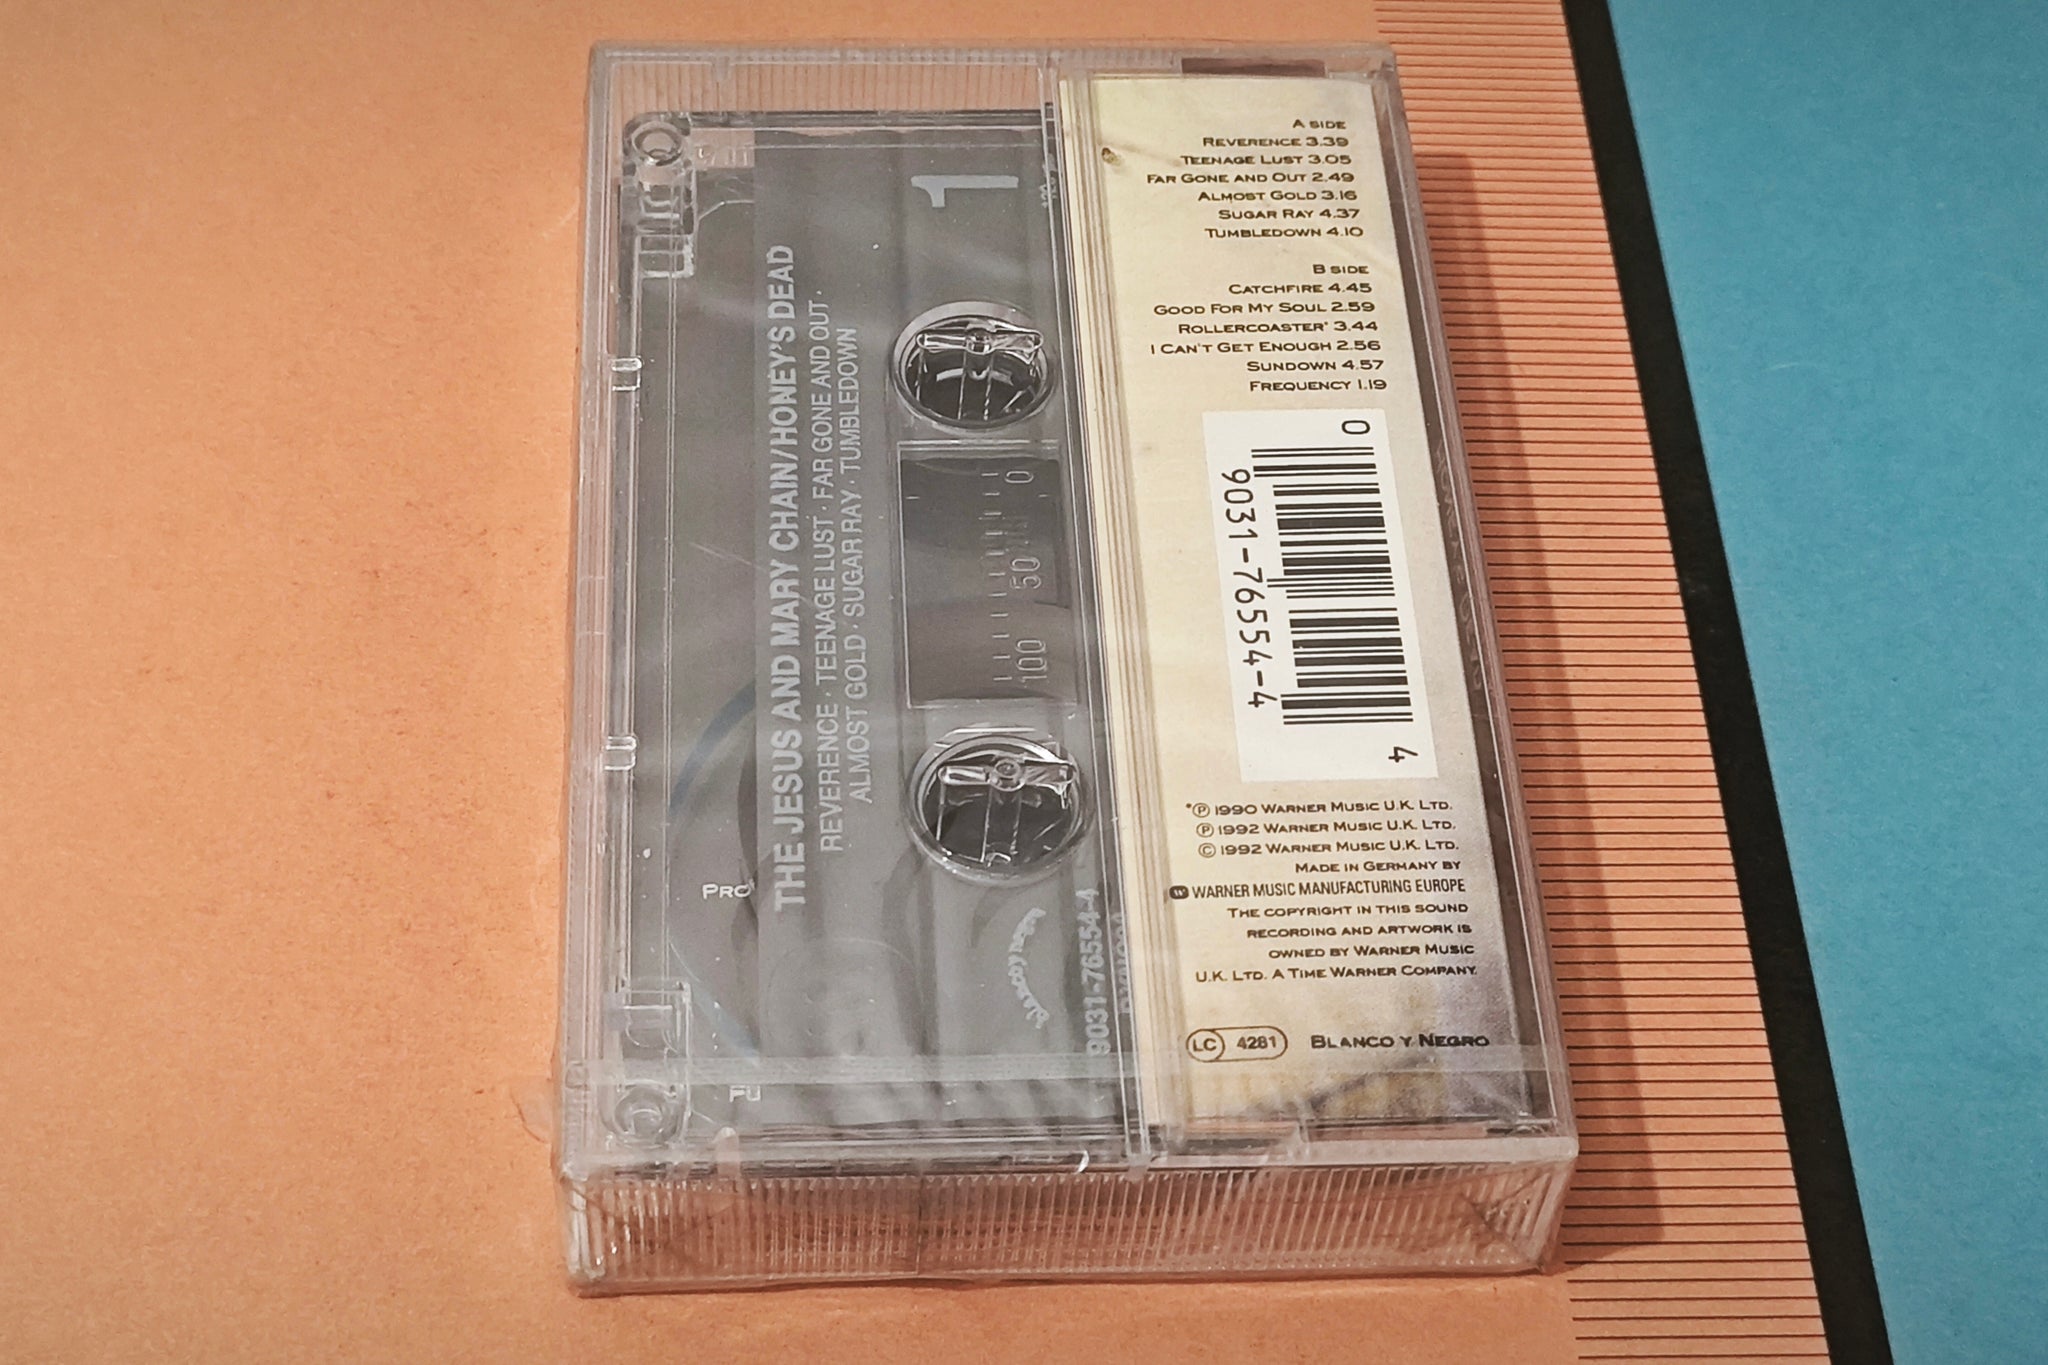 A SIDE
REVERENCE 3.39
TEENAGE LUST 3.05
FAR GONE AND OUT 2.49
ALMOST GOLD 3.16
SUGAR RAY 4.37
TUMBLEDOWN 4.10
B SIDE
CATCHFIRE 4.45
GOOD FOR MY SOUL 2.59
ROLLERCOASTER* 3.44
I CAN'T GET ENOUGH 2.56
SUNDOWN 4.57
FREQUENCY 1.19
0
9031-76554-4
4
*℗ 1990 WARNER MUSIC U.K. LTD.
℗ 1992 WARNER MUSIC U.K. LTD.
© 1992 WARNER MUSIC U.K. LTD.
MADE IN GERMANY BY
WARNER MUSIC MANUFACTURING EUROPE
THE COPYRIGHT IN THIS SOUND
RECORDING AND ARTWORK IS
OWNED BY WARNER MUSIC
U.K. LTD. A TIME WARNER COMPANY.
LC 4281 BLANCO Y NEGRO
1
THE JESUS AND MARY CHAIN/HONEY'S DEAD
REVERENCE · TEENAGE LUST · FAR GONE AND OUT ·
ALMOST GOLD · SUGAR RAY · TUMBLEDOWN
100 50 0
9031-76554-4
PRO